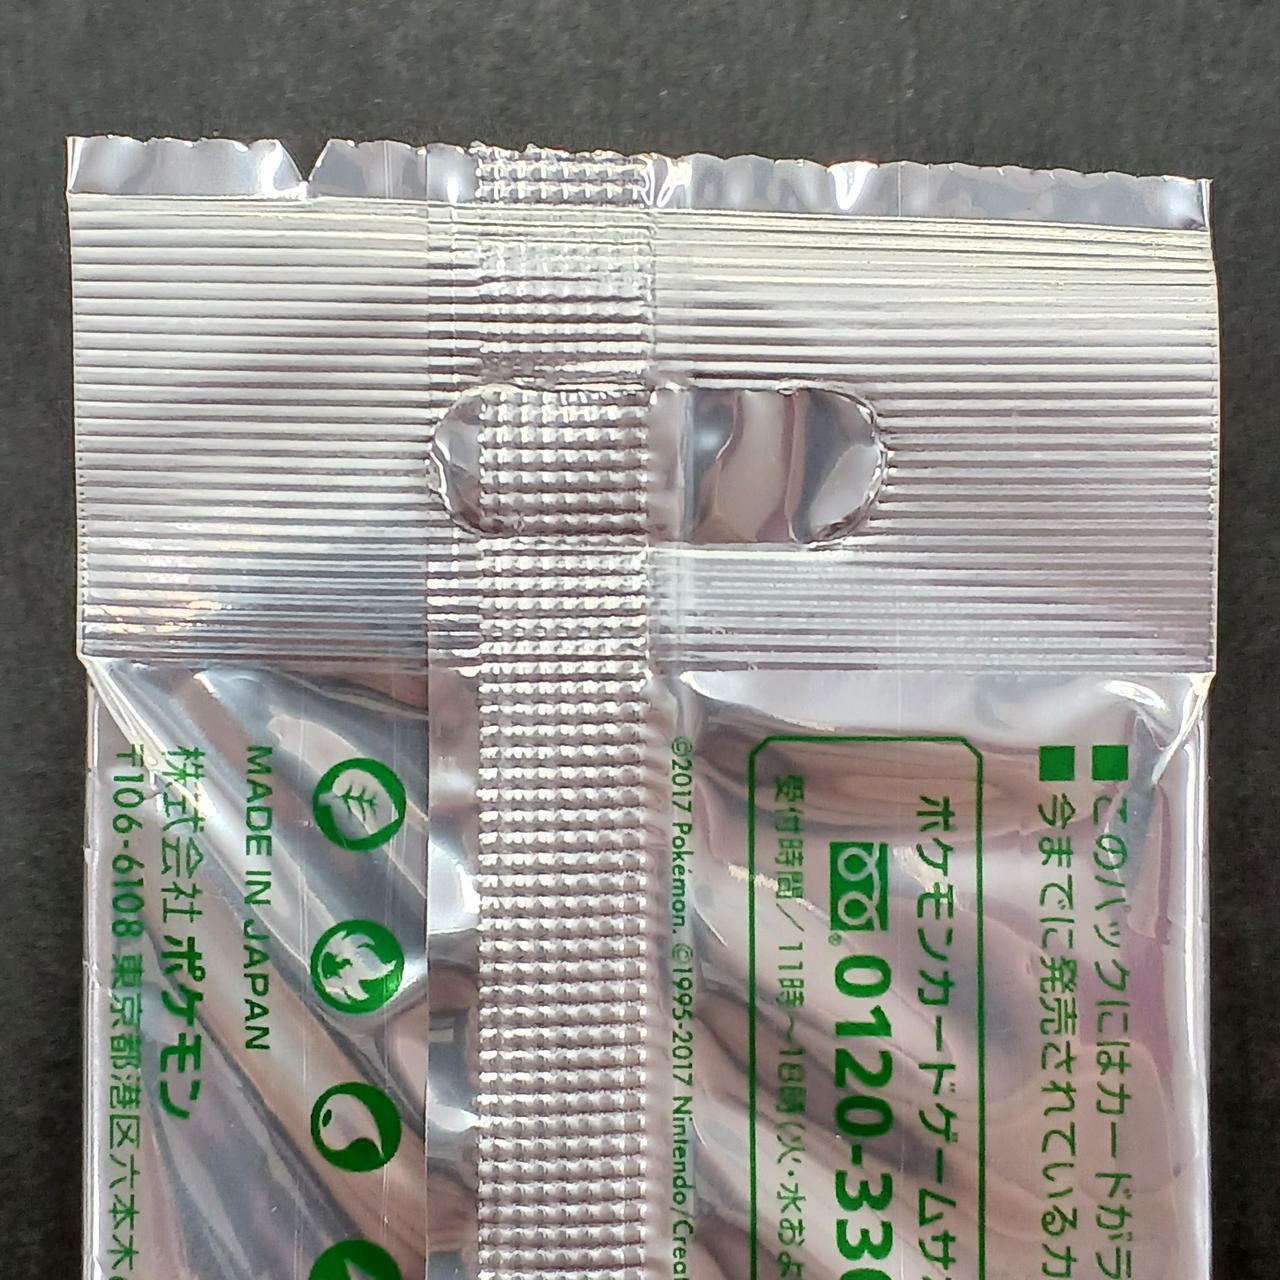 ■このパックにはカードがラ
■今までに発売されているカ
ポケモンカードゲームサ
0120-33
受付時間/11時〜18時(火・水およ
©2017 Pokémon. ©1995-2017 Nintendo/Creat
MADE IN JAPAN
株式会社ポケモン
〒106-6108 東京都港区六本木